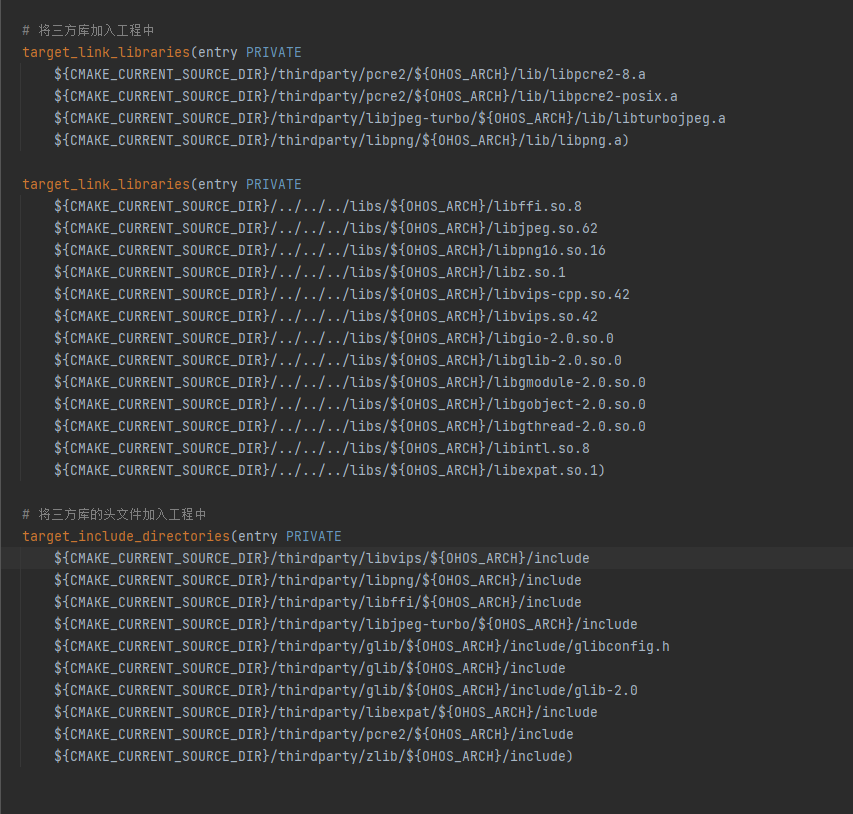 # 将三方库加入工程中
target_link_libraries(entry PRIVATE
    ${CMAKE_CURRENT_SOURCE_DIR}/thirdparty/pcre2/${OHOS_ARCH}/lib/libpcre2-8.a
    ${CMAKE_CURRENT_SOURCE_DIR}/thirdparty/pcre2/${OHOS_ARCH}/lib/libpcre2-posix.a
    ${CMAKE_CURRENT_SOURCE_DIR}/thirdparty/libjpeg-turbo/${OHOS_ARCH}/lib/libturbojpeg.a
    ${CMAKE_CURRENT_SOURCE_DIR}/thirdparty/libpng/${OHOS_ARCH}/lib/libpng.a)
target_link_libraries(entry PRIVATE
    ${CMAKE_CURRENT_SOURCE_DIR}/../../../libs/${OHOS_ARCH}/libffi.so.8
    ${CMAKE_CURRENT_SOURCE_DIR}/../../../libs/${OHOS_ARCH}/libjpeg.so.62
    ${CMAKE_CURRENT_SOURCE_DIR}/../../../libs/${OHOS_ARCH}/libpng16.so.16
    ${CMAKE_CURRENT_SOURCE_DIR}/../../../libs/${OHOS_ARCH}/libz.so.1
    ${CMAKE_CURRENT_SOURCE_DIR}/../../../libs/${OHOS_ARCH}/libvips-cpp.so.42
    ${CMAKE_CURRENT_SOURCE_DIR}/../../../libs/${OHOS_ARCH}/libvips.so.42
    ${CMAKE_CURRENT_SOURCE_DIR}/../../../libs/${OHOS_ARCH}/libgio-2.0.so.0
    ${CMAKE_CURRENT_SOURCE_DIR}/../../../libs/${OHOS_ARCH}/libglib-2.0.so.0
    ${CMAKE_CURRENT_SOURCE_DIR}/../../../libs/${OHOS_ARCH}/libgmodule-2.0.so.0
    ${CMAKE_CURRENT_SOURCE_DIR}/../../../libs/${OHOS_ARCH}/libgobject-2.0.so.0
    ${CMAKE_CURRENT_SOURCE_DIR}/../../../libs/${OHOS_ARCH}/libgthread-2.0.so.0
    ${CMAKE_CURRENT_SOURCE_DIR}/../../../libs/${OHOS_ARCH}/libintl.so.8
    ${CMAKE_CURRENT_SOURCE_DIR}/../../../libs/${OHOS_ARCH}/libexpat.so.1)
# 将三方库的头文件加入工程中
target_include_directories(entry PRIVATE
    ${CMAKE_CURRENT_SOURCE_DIR}/thirdparty/libvips/${OHOS_ARCH}/include
    ${CMAKE_CURRENT_SOURCE_DIR}/thirdparty/libpng/${OHOS_ARCH}/include
    ${CMAKE_CURRENT_SOURCE_DIR}/thirdparty/libffi/${OHOS_ARCH}/include
    ${CMAKE_CURRENT_SOURCE_DIR}/thirdparty/libjpeg-turbo/${OHOS_ARCH}/include
    ${CMAKE_CURRENT_SOURCE_DIR}/thirdparty/glib/${OHOS_ARCH}/include/glibconfig.h
    ${CMAKE_CURRENT_SOURCE_DIR}/thirdparty/glib/${OHOS_ARCH}/include
    ${CMAKE_CURRENT_SOURCE_DIR}/thirdparty/glib/${OHOS_ARCH}/include/glib-2.0
    ${CMAKE_CURRENT_SOURCE_DIR}/thirdparty/libexpat/${OHOS_ARCH}/include
    ${CMAKE_CURRENT_SOURCE_DIR}/thirdparty/pcre2/${OHOS_ARCH}/include
    ${CMAKE_CURRENT_SOURCE_DIR}/thirdparty/zlib/${OHOS_ARCH}/include)